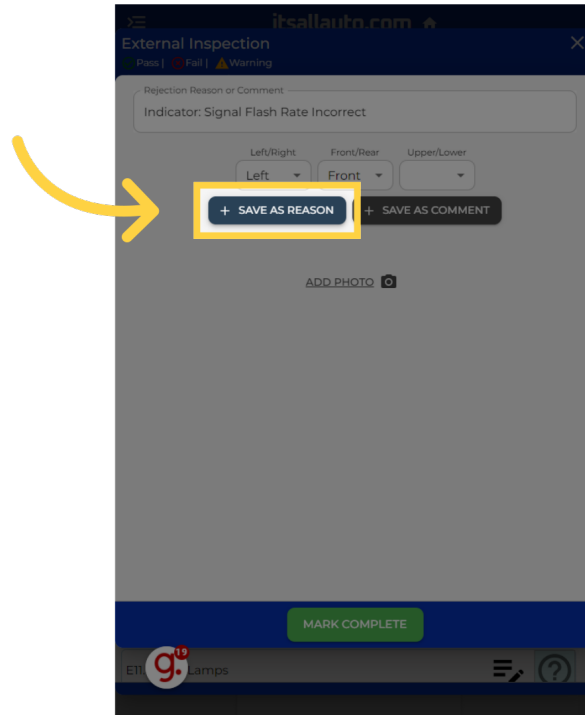 itsallauto.com
External Inspection
Pass | Fail | Warning
Rejection Reason or Comment
Indicator: Signal Flash Rate Incorrect
Left/Right Front/Rear Upper/Lower
Left Front
+ SAVE AS REASON + SAVE AS COMMENT
ADD PHOTO
MARK COMPLETE
g. 19
Lamps